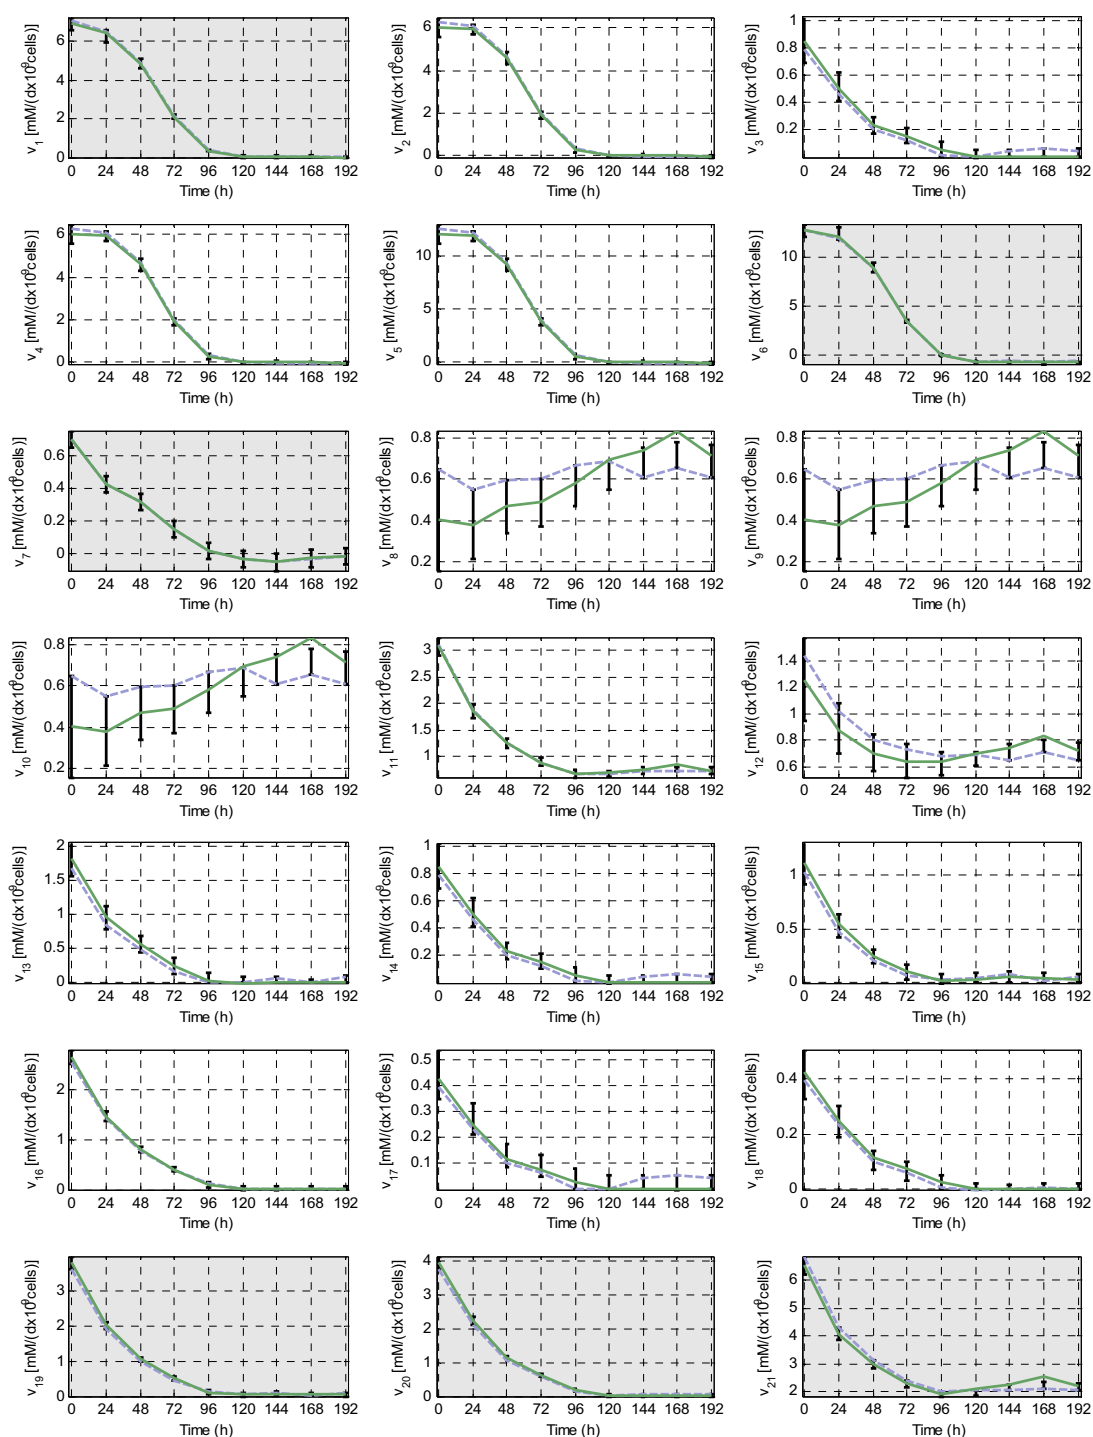 v1 [mM/(dx10^9cells)]
6
4
2
0
0 24 48 72 96 120 144 168 192
Time (h)
v2 [mM/(dx10^9cells)]
6
4
2
0
0 24 48 72 96 120 144 168 192
Time (h)
v3 [mM/(dx10^9cells)]
1
0.8
0.6
0.4
0.2
0 24 48 72 96 120 144 168 192
Time (h)
v4 [mM/(dx10^9cells)]
6
4
2
0
0 24 48 72 96 120 144 168 192
Time (h)
v5 [mM/(dx10^9cells)]
10
5
0
0 24 48 72 96 120 144 168 192
Time (h)
v6 [mM/(dx10^9cells)]
10
5
0
0 24 48 72 96 120 144 168 192
Time (h)
v7 [mM/(dx10^9cells)]
0.6
0.4
0.2
0
0 24 48 72 96 120 144 168 192
Time (h)
v8 [mM/(dx10^9cells)]
0.8
0.6
0.4
0.2
0 24 48 72 96 120 144 168 192
Time (h)
v9 [mM/(dx10^9cells)]
0.8
0.6
0.4
0.2
0 24 48 72 96 120 144 168 192
Time (h)
v10 [mM/(dx10^9cells)]
0.8
0.6
0.4
0.2
0 24 48 72 96 120 144 168 192
Time (h)
v11 [mM/(dx10^9cells)]
3
2.5
2
1.5
1
0 24 48 72 96 120 144 168 192
Time (h)
v12 [mM/(dx10^9cells)]
1.4
1.2
1
0.8
0.6
0 24 48 72 96 120 144 168 192
Time (h)
v13 [mM/(dx10^9cells)]
2
1.5
1
0.5
0
0 24 48 72 96 120 144 168 192
Time (h)
v14 [mM/(dx10^9cells)]
1
0.8
0.6
0.4
0.2
0 24 48 72 96 120 144 168 192
Time (h)
v15 [mM/(dx10^9cells)]
1
0.5
0
0 24 48 72 96 120 144 168 192
Time (h)
v16 [mM/(dx10^9cells)]
2
1
0
0 24 48 72 96 120 144 168 192
Time (h)
v17 [mM/(dx10^9cells)]
0.5
0.4
0.3
0.2
0.1
0 24 48 72 96 120 144 168 192
Time (h)
v18 [mM/(dx10^9cells)]
0.4
0.2
0
0 24 48 72 96 120 144 168 192
Time (h)
v19 [mM/(dx10^9cells)]
3
2
1
0
0 24 48 72 96 120 144 168 192
Time (h)
v20 [mM/(dx10^9cells)]
4
3
2
1
0
0 24 48 72 96 120 144 168 192
Time (h)
v21 [mM/(dx10^9cells)]
6
5
4
3
2
0 24 48 72 96 120 144 168 192
Time (h)